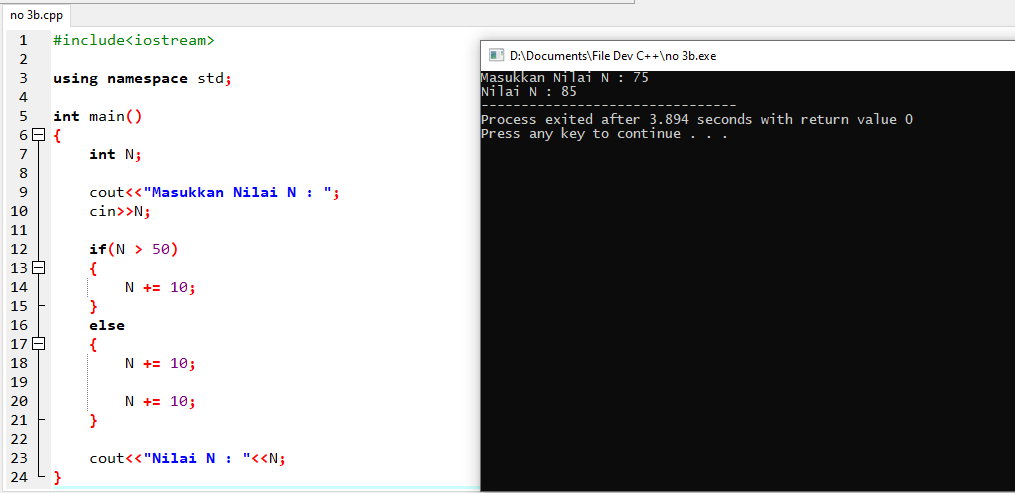 no 3b.cpp
1 #include<iostream>
2
3 using namespace std;
4
5 int main()
6 {
7 int N;
8
9 cout<<"Masukkan Nilai N : ";
10 cin>>N;
11
12 if(N > 50)
13 {
14 N += 10;
15 }
16 else
17 {
18 N += 10;
19
20 N += 10;
21 }
22
23 cout<<"Nilai N : "<<N;
24 }
D:\Documents\File Dev C++\no 3b.exe
Masukkan Nilai N : 75
Nilai N : 85
--------------------------------
Process exited after 3.894 seconds with return value 0
Press any key to continue . . .